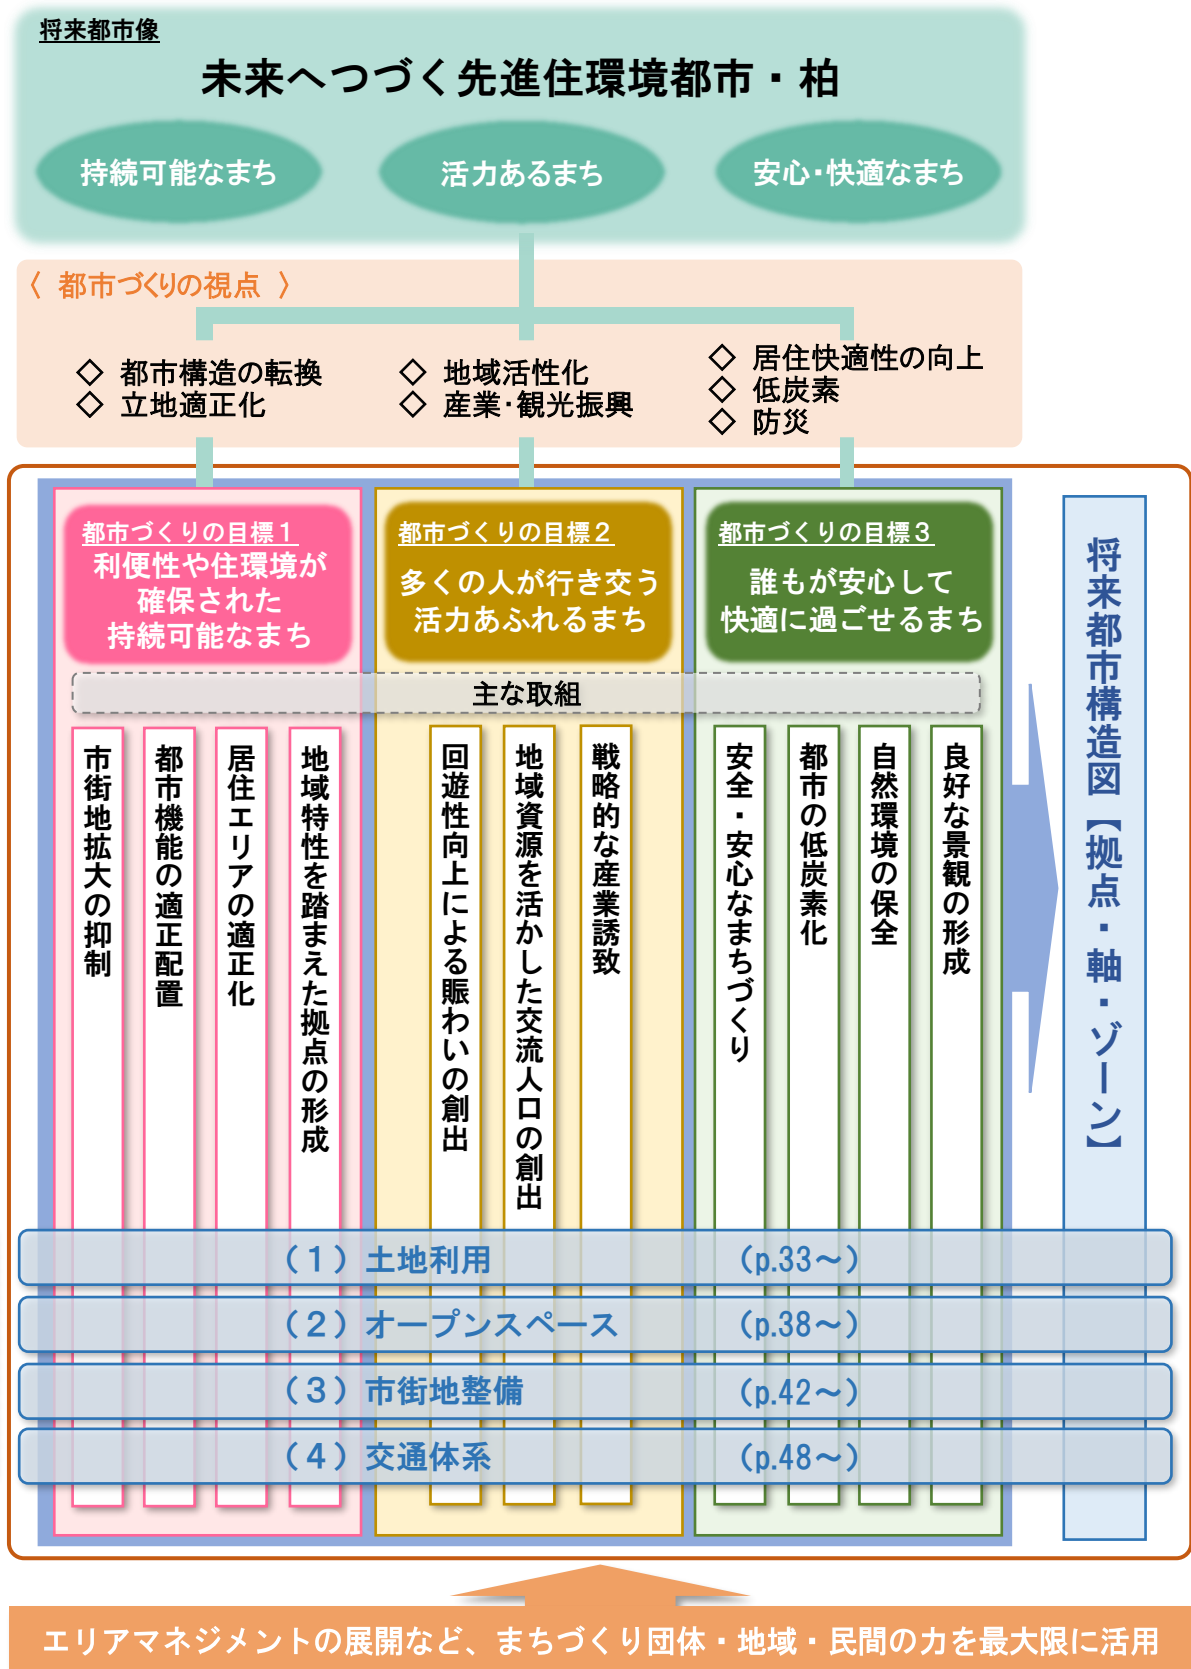 将来都市像
未来へつづく先進住環境都市・柏
持続可能なまち
活力あるまち
安心・快適なまち
〈 都市づくりの視点 〉
◇ 都市構造の転換
◇ 立地適正化
◇ 地域活性化
◇ 産業・観光振興
◇ 居住快適性の向上
◇ 低炭素
◇ 防災
都市づくりの目標１
利便性や住環境が
確保された
持続可能なまち
都市づくりの目標２
多くの人が行き交う
活力あふれるまち
都市づくりの目標３
誰もが安心して
快適に過ごせるまち
主な取組
市街地拡大の抑制
都市機能の適正配置
居住エリアの適正化
地域特性を踏まえた拠点の形成
回遊性向上による賑わいの創出
地域資源を活かした交流人口の創出
戦略的な産業誘致
安全・安心なまちづくり
都市の低炭素化
自然環境の保全
良好な景観の形成
将来都市構造図【拠点・軸・ゾーン】
（１）土地利用 （p.33～）
（２）オープンスペース （p.38～）
（３）市街地整備 （p.42～）
（４）交通体系 （p.48～）
エリアマネジメントの展開など、まちづくり団体・地域・民間の力を最大限に活用